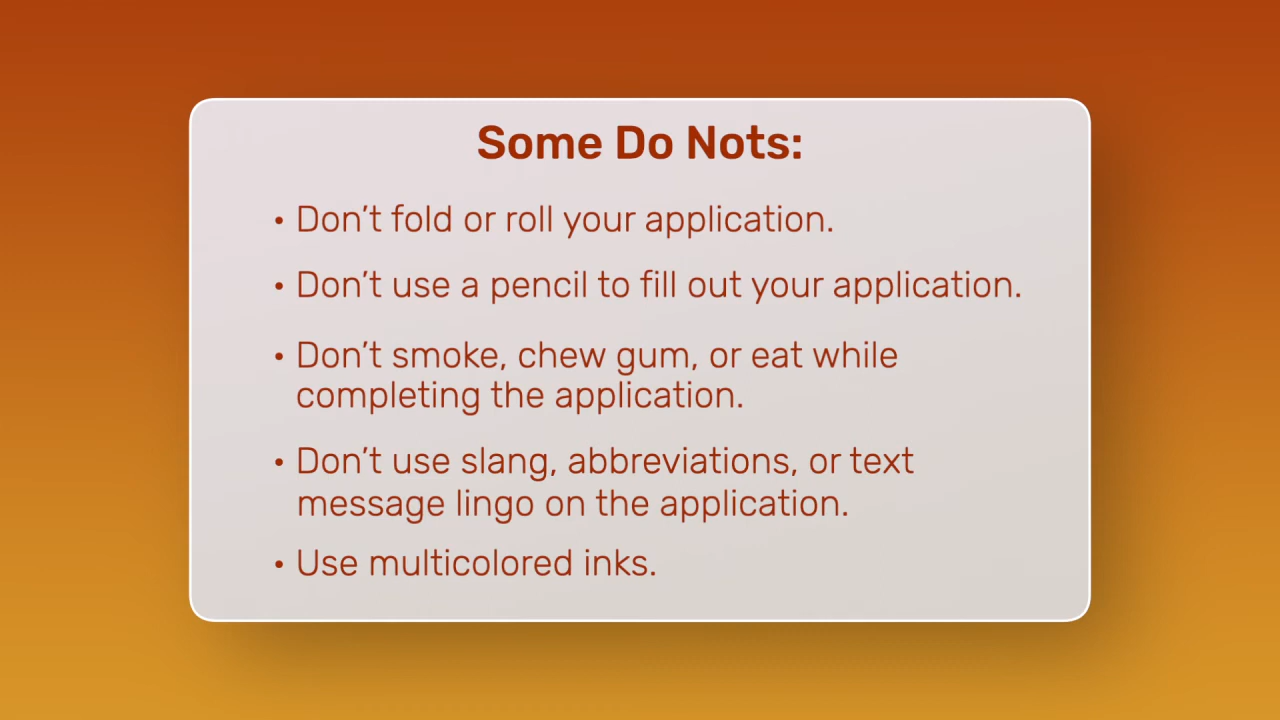 Some Do Nots:
• Don’t fold or roll your application.
• Don’t use a pencil to fill out your application.
• Don’t smoke, chew gum, or eat while
completing the application.
• Don’t use slang, abbreviations, or text
message lingo on the application.
• Use multicolored inks.